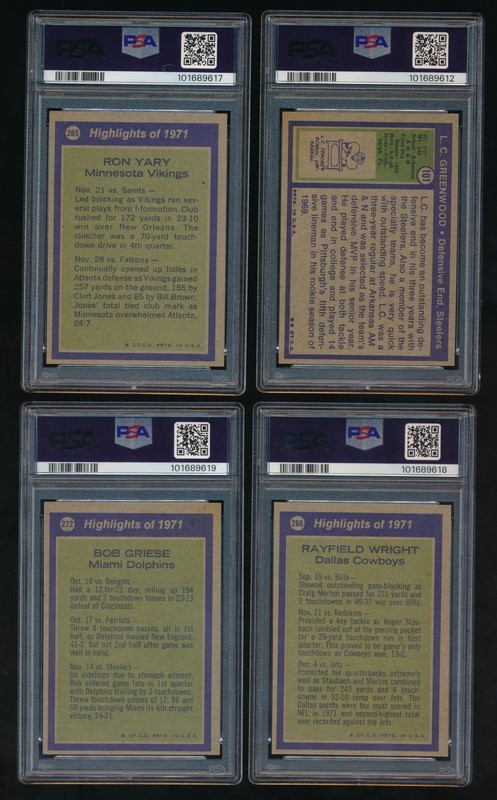 PSA
101689617
265 Highlights of 1971
RON YARY
Minnesota Vikings
Nov. 21 vs. Saints —
Led blocking as Vikings ran sev-
eral plays from I-formation. Club
rushed for 172 yards in 23-10
win over New Orleans. The
clincher was a 70-yard touch-
down drive in 4th quarter.
Nov. 28 vs. Falcons —
Continually opened up holes in
Atlanta defense as Vikings gained
257 yards on the ground, 155 by
Clint Jones and 85 by Bill Brown.
Jones' total tied club mark as
Minnesota overwhelmed Atlanta,
24-7.
© T.C.G. PRTD. IN U.S.A.
PSA
101689612
101
L. C. GREENWOOD • Defensive End, Steelers
L.C. has become an outstanding de-
fensive end in his three years with
the Steelers. Also a member of the
specialty teams, he is very quick
with outstanding speed. L.C. was a
three-year regular at Arkansas AM
& N and was selected as the team's
defensive MVP in his senior year.
He played defense at both tackle
and end in college and played 14
games as Pittsburgh's fifth defen-
sive lineman in his rookie season of
1969.
PSA
101689619
272 Highlights of 1971
BOB GRIESE
Miami Dolphins
Oct. 10 vs. Bengals —
Had a 12-for-23 day, rolling up 194
yards and 2 touchdown tosses in 23-13
defeat of Cincinnati.
Oct. 17 vs. Patriots —
Threw 4 touchdown passes, all in 1st
half, as Dolphins mauled New England,
41-3. Sat out 2nd half after game was
well in hand.
Nov. 14 vs. Steelers —
On sidelines due to stomach ailment,
Bob entered game late in 1st quarter
with Dolphins trailing by 3 touchdowns.
Threw touchdown passes of 12, 86 and
60 yards bringing Miami its 6th straight
victory, 24-21.
© T.C.G. PRTD. IN U.S.A.
PSA
101689618
266 Highlights of 1971
RAYFIELD WRIGHT
Dallas Cowboys
Sep. 19 vs. Bills —
Showed outstanding pass-blocking as
Craig Morton passed for 221 yards and
2 touchdowns in 49-37 win over Bills.
Nov. 21 vs. Redskins —
Provided a key tackle as Roger Stau-
bach rambled out of the passing pocket
for a 29-yard touchdown run in first
quarter. This proved to be game's only
touchdown as Cowboys won, 13-0.
Dec. 4 vs. Jets —
Protected his quarterbacks extremely
well as Staubach and Morton combined
to pass for 243 yards and 4 touch-
downs in 52-10 romp over Jets. The
Dallas points were the most scored in
NFL in 1971 and second-highest total
ever recorded against the Jets.
© T.C.G. PRTD. IN U.S.A.